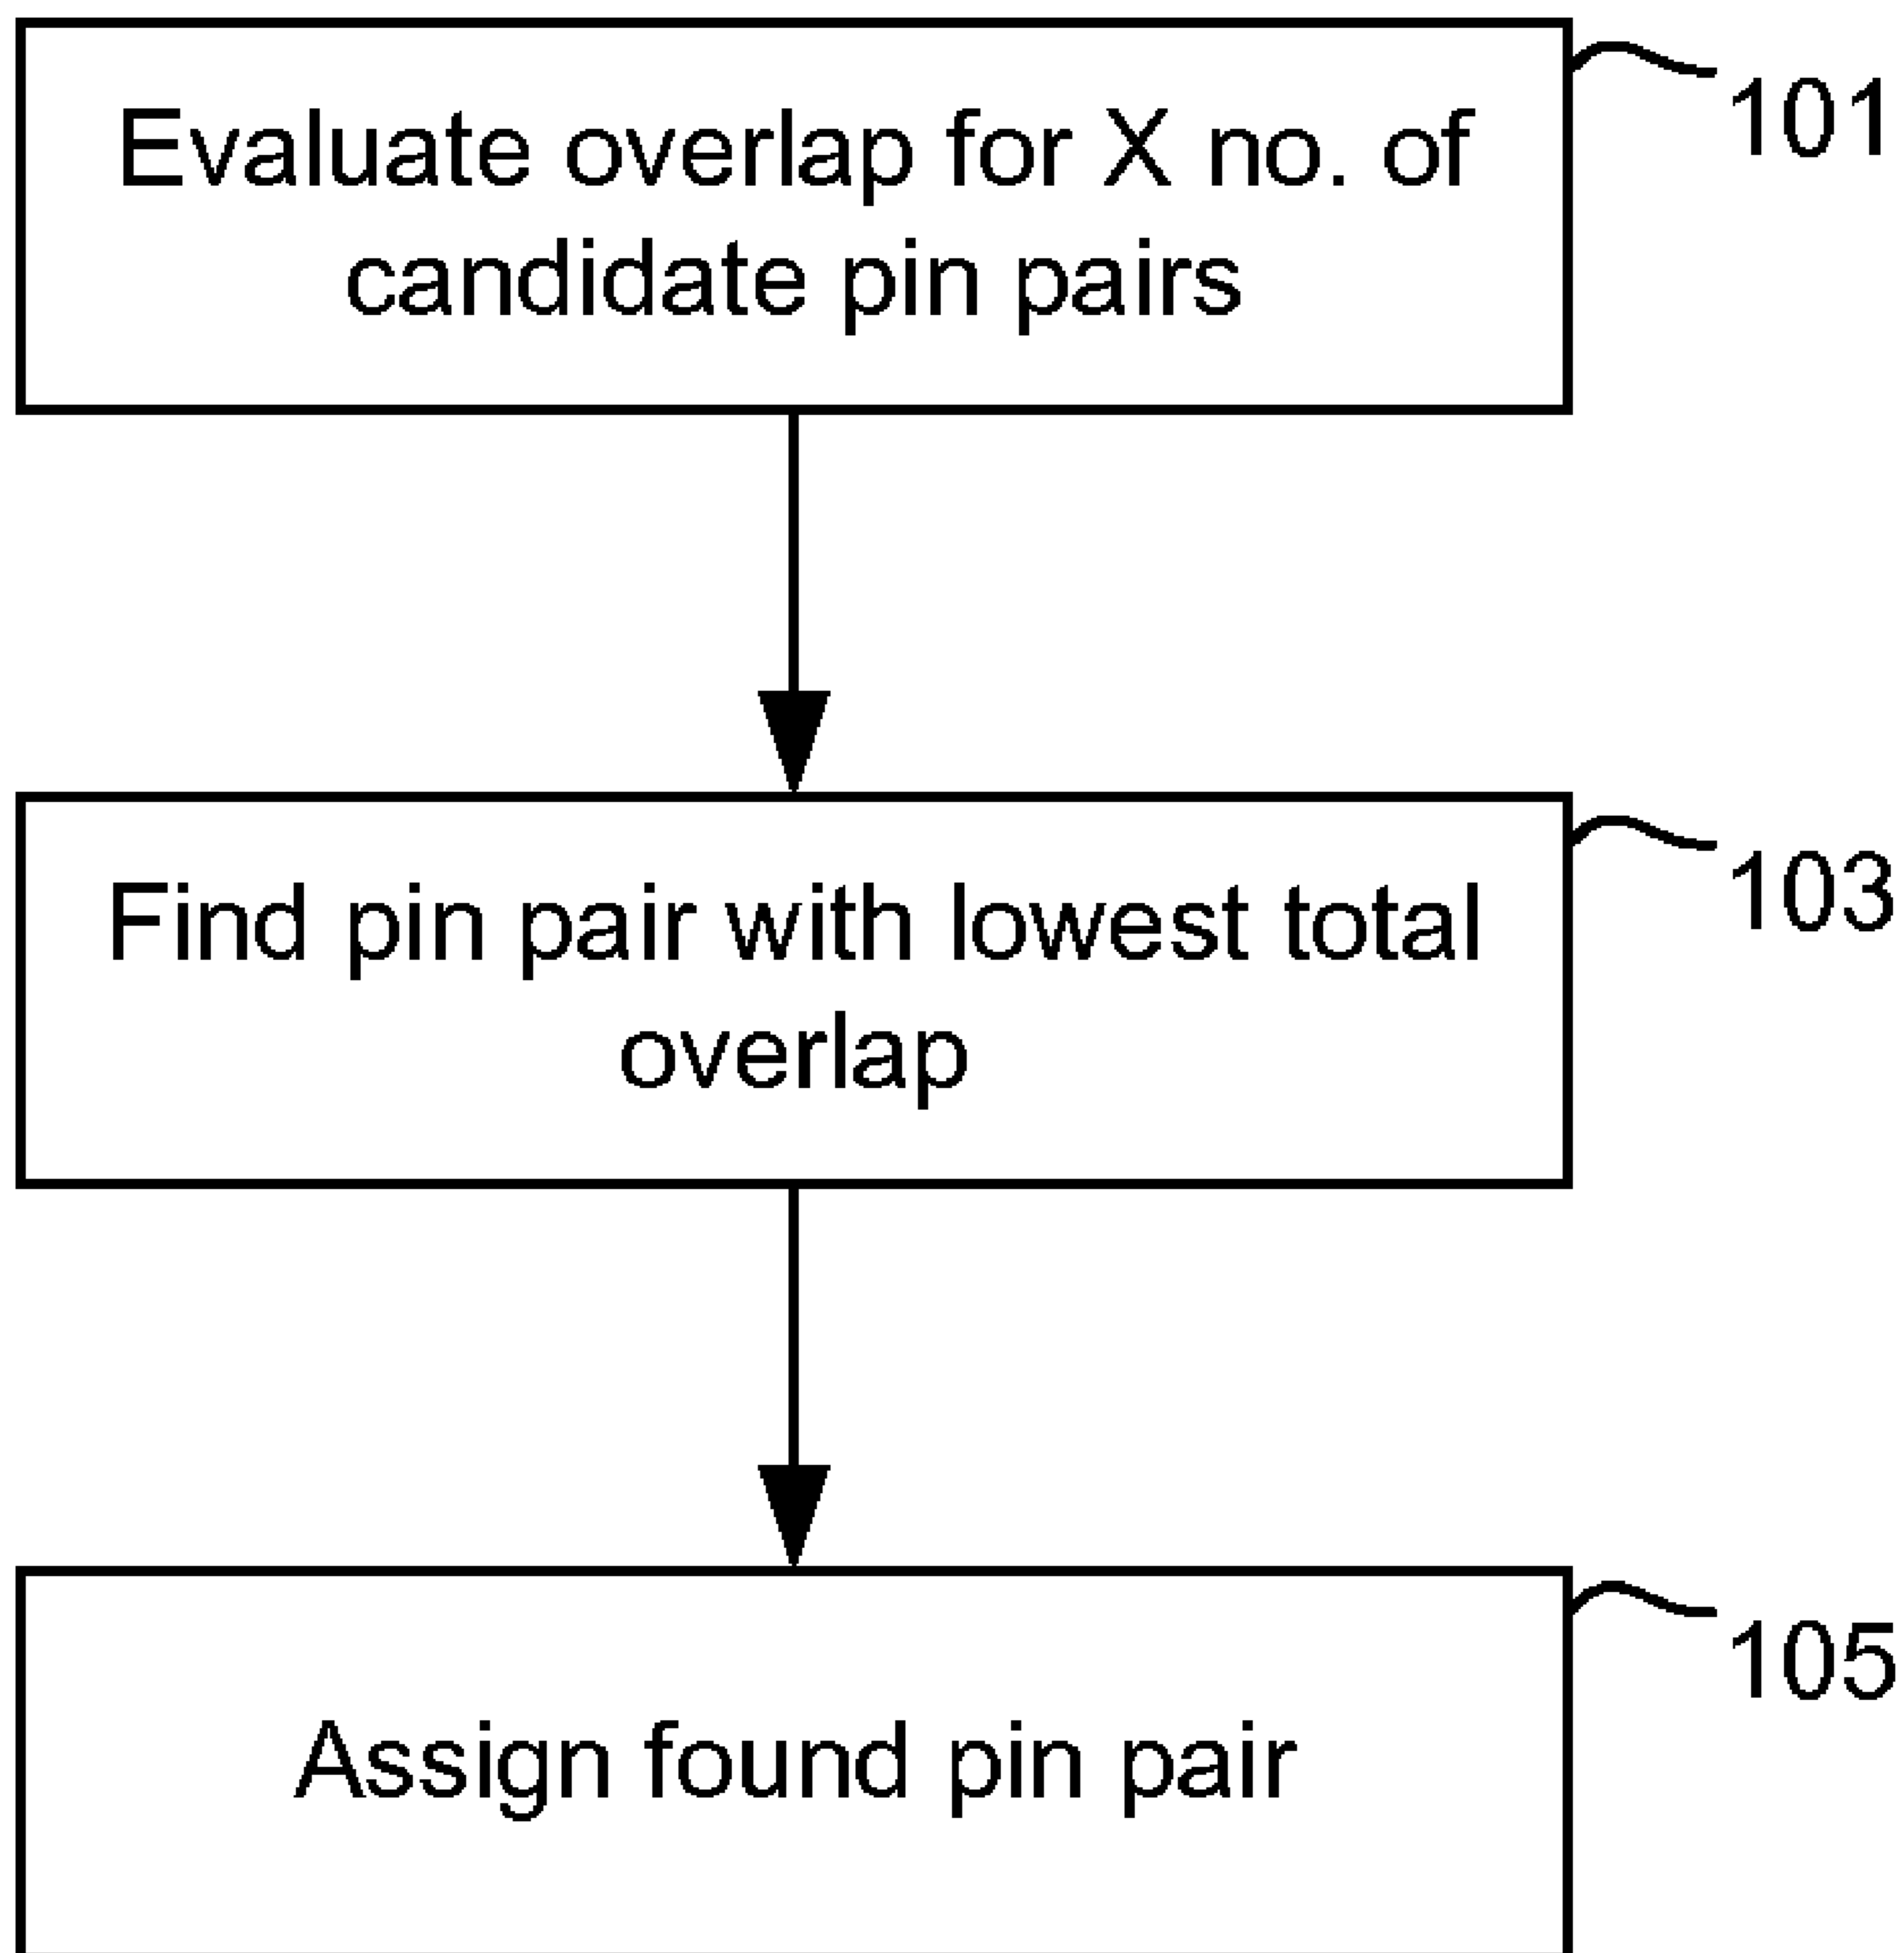 Evaluate overlap for X no. of
candidate pin pairs
101
Find pin pair with lowest total
overlap
103
Assign found pin pair
105